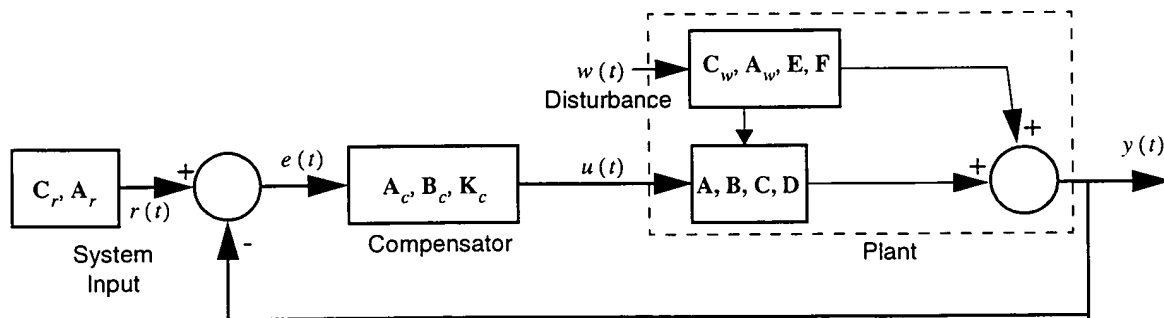 w(t)
Disturbance
C_w, A_w, E, F
+
y(t)
C_r, A_r
+
r(t)
e(t)
A_c, B_c, K_c
u(t)
A, B, C, D
+
-
System
Input
Compensator
Plant